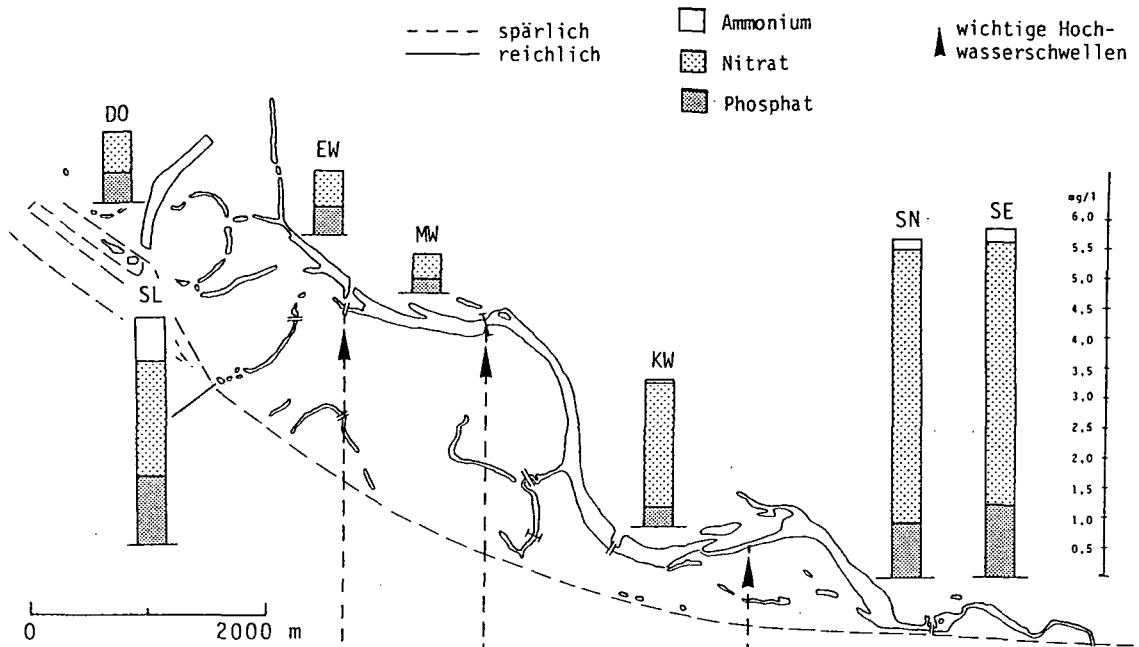 spärlich
reichlich
Ammonium
Nitrat
Phosphat
wichtige Hoch-
wasserschwellen
DO
EW
MW
SL
KW
SN
SE
mg/l
6.0
5.5
5.0
4.5
4.0
3.5
3.0
2.5
2.0
1.5
1.0
0.5
0
2000 m